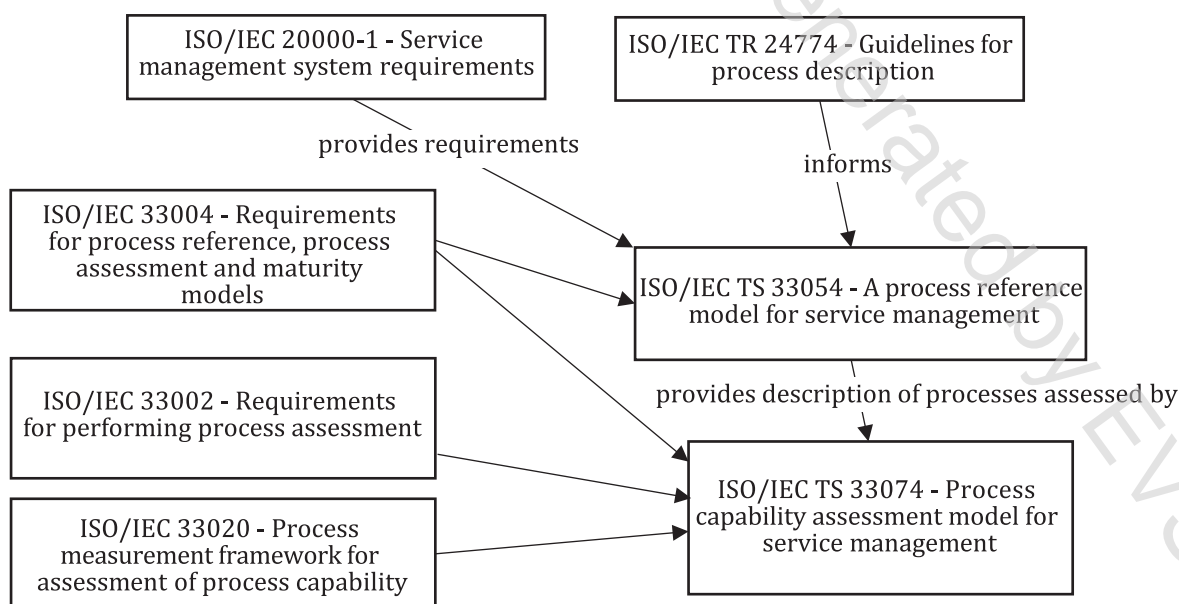 ISO/IEC 20000-1 - Service
management system requirements
ISO/IEC TR 24774 - Guidelines for
process description
provides requirements
informs
ISO/IEC 33004 - Requirements
for process reference, process
assessment and maturity
models
ISO/IEC TS 33054 - A process reference
model for service management
ISO/IEC 33002 - Requirements
for performing process assessment
provides description of processes assessed by
ISO/IEC TS 33074 - Process
capability assessment model for
service management
ISO/IEC 33020 - Process
measurement framework for
assessment of process capability
by